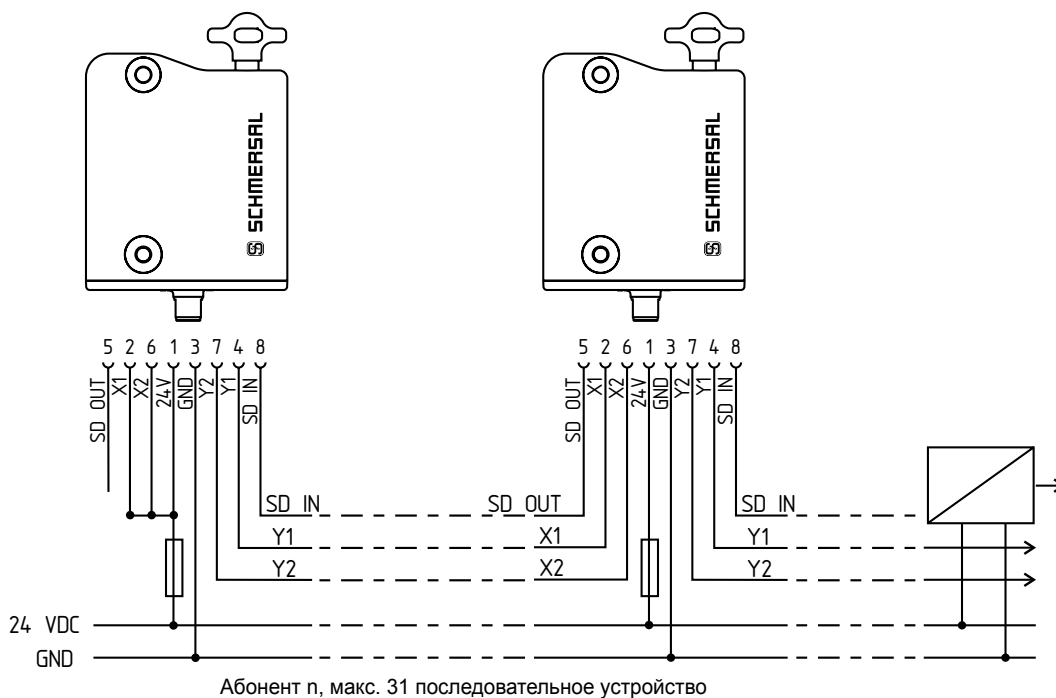 SCHMERSAL
SCHMERSAL
5 2 6 1 3 7 4 8
5 2 6 1 3 7 4 8
SD OUT
X1
X2
24V
GND
Y2
Y1
SD IN
SD OUT
X1
X2
24V
GND
Y2
Y1
SD IN
SD IN
SD OUT
SD IN
Y1
X1
Y1
Y2
X2
Y2
24 VDC
GND
Абонент n, макс. 31 последовательное устройство